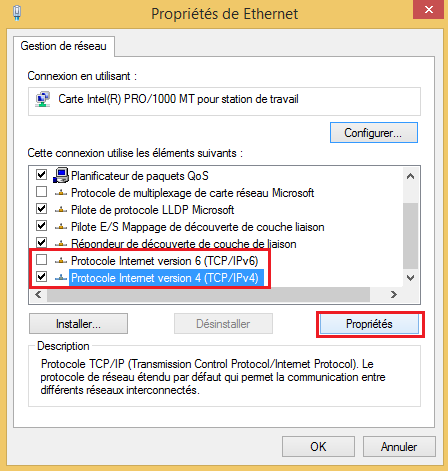 Propriétés de Ethernet
Gestion de réseau
Connexion en utilisant :
Carte Intel(R) PRO/1000 MT pour station de travail
Configurer...
Cette connexion utilise les éléments suivants :
Planificateur de paquets QoS
Protocole de multiplexage de carte réseau Microsoft
Pilote de protocole LLDP Microsoft
Pilote E/S Mappage de découverte de couche liaison
Répondeur de découverte de couche de liaison
Protocole Internet version 6 (TCP/IPv6)
Protocole Internet version 4 (TCP/IPv4)
Installer...
Désinstaller
Propriétés
Description
Protocole TCP/IP (Transmission Control Protocol/Internet Protocol). Le
protocole de réseau étendu par défaut qui permet la communication entre
différents réseaux interconnectés.
OK
Annuler